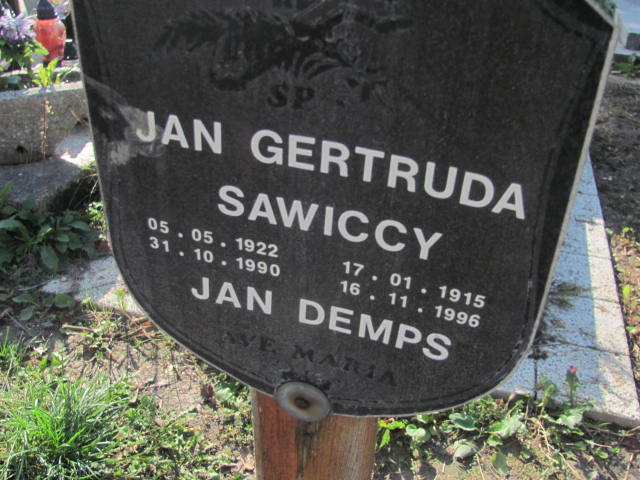 SP
JAN GERTRUDA
SAWICCY
05.05.1922 17.01.1915
31.10.1990 16.11.1996
JAN DEMPS
AVE MARIA